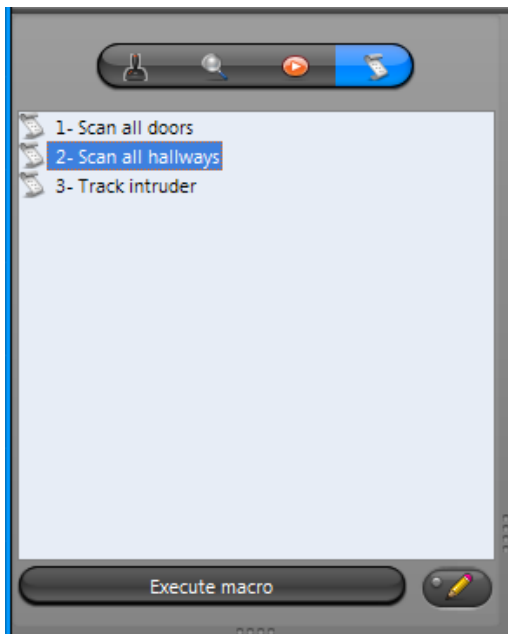 1- Scan all doors
2- Scan all hallways
3- Track intruder
Execute macro